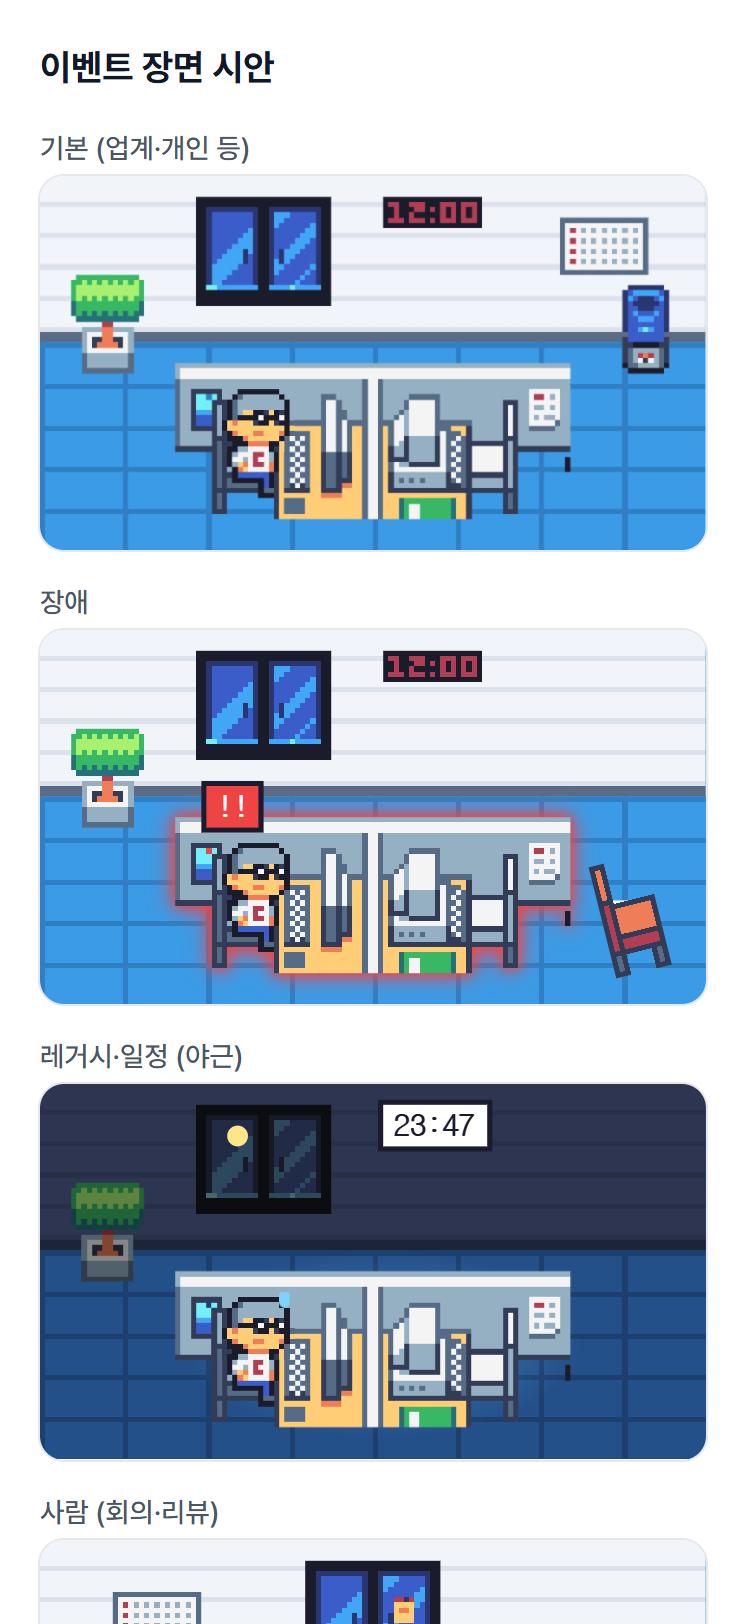 이벤트 장면 시안
기본 (업계·개인 등)
12:00
장애
12:00
!!
레거시·일정 (야근)
23:47
사람 (회의·리뷰)